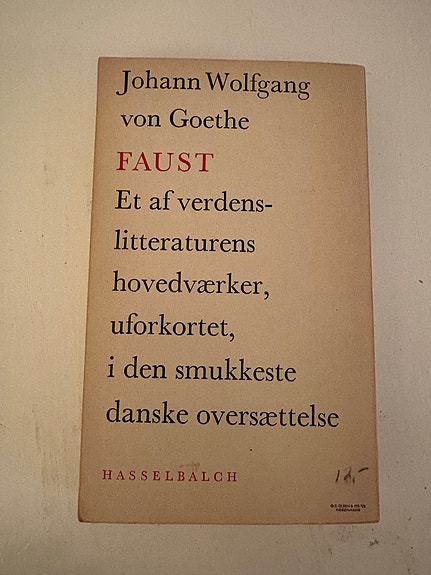 Johann Wolfgang
von Goethe
FAUST
Et af verdens-
litteraturens
hovedværker,
uforkortet,
i den smukkeste
danske oversættelse
HASSELBALCH